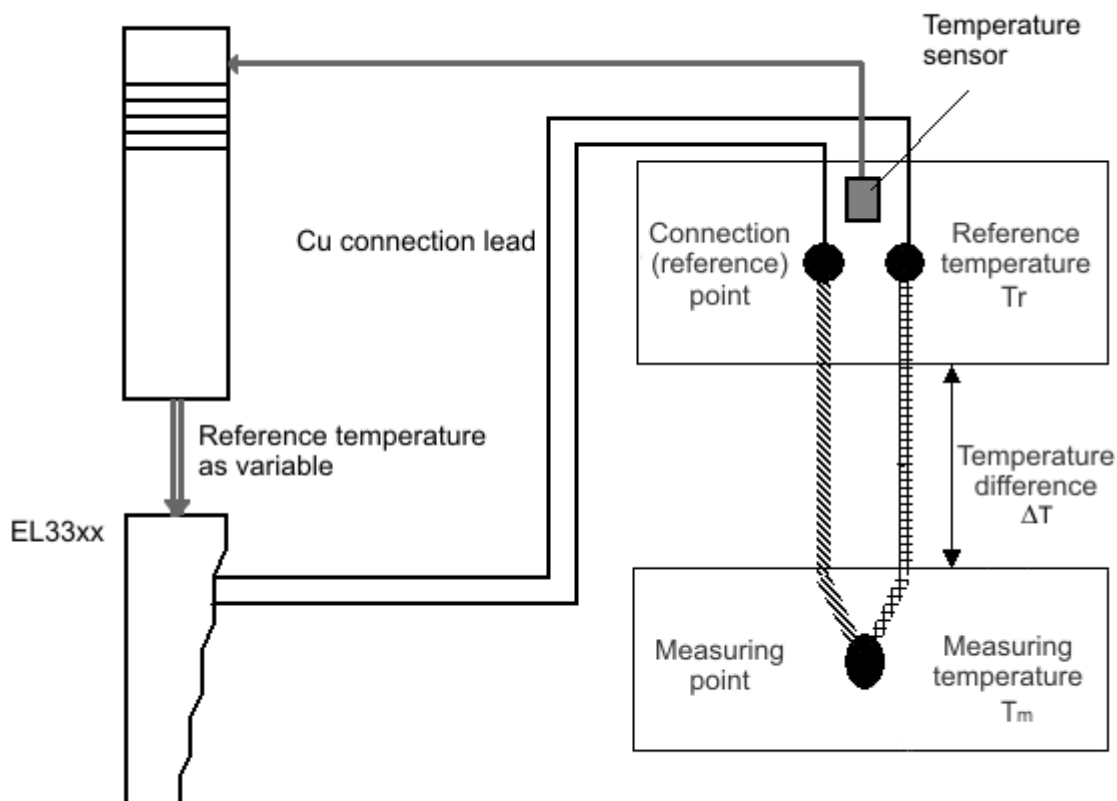 Temperature
sensor
Cu connection lead
Connection
(reference)
point
Reference
temperature
Tr
Reference temperature
as variable
Temperature
difference
ΔT
EL33xx
Measuring
point
Measuring
temperature
Tm